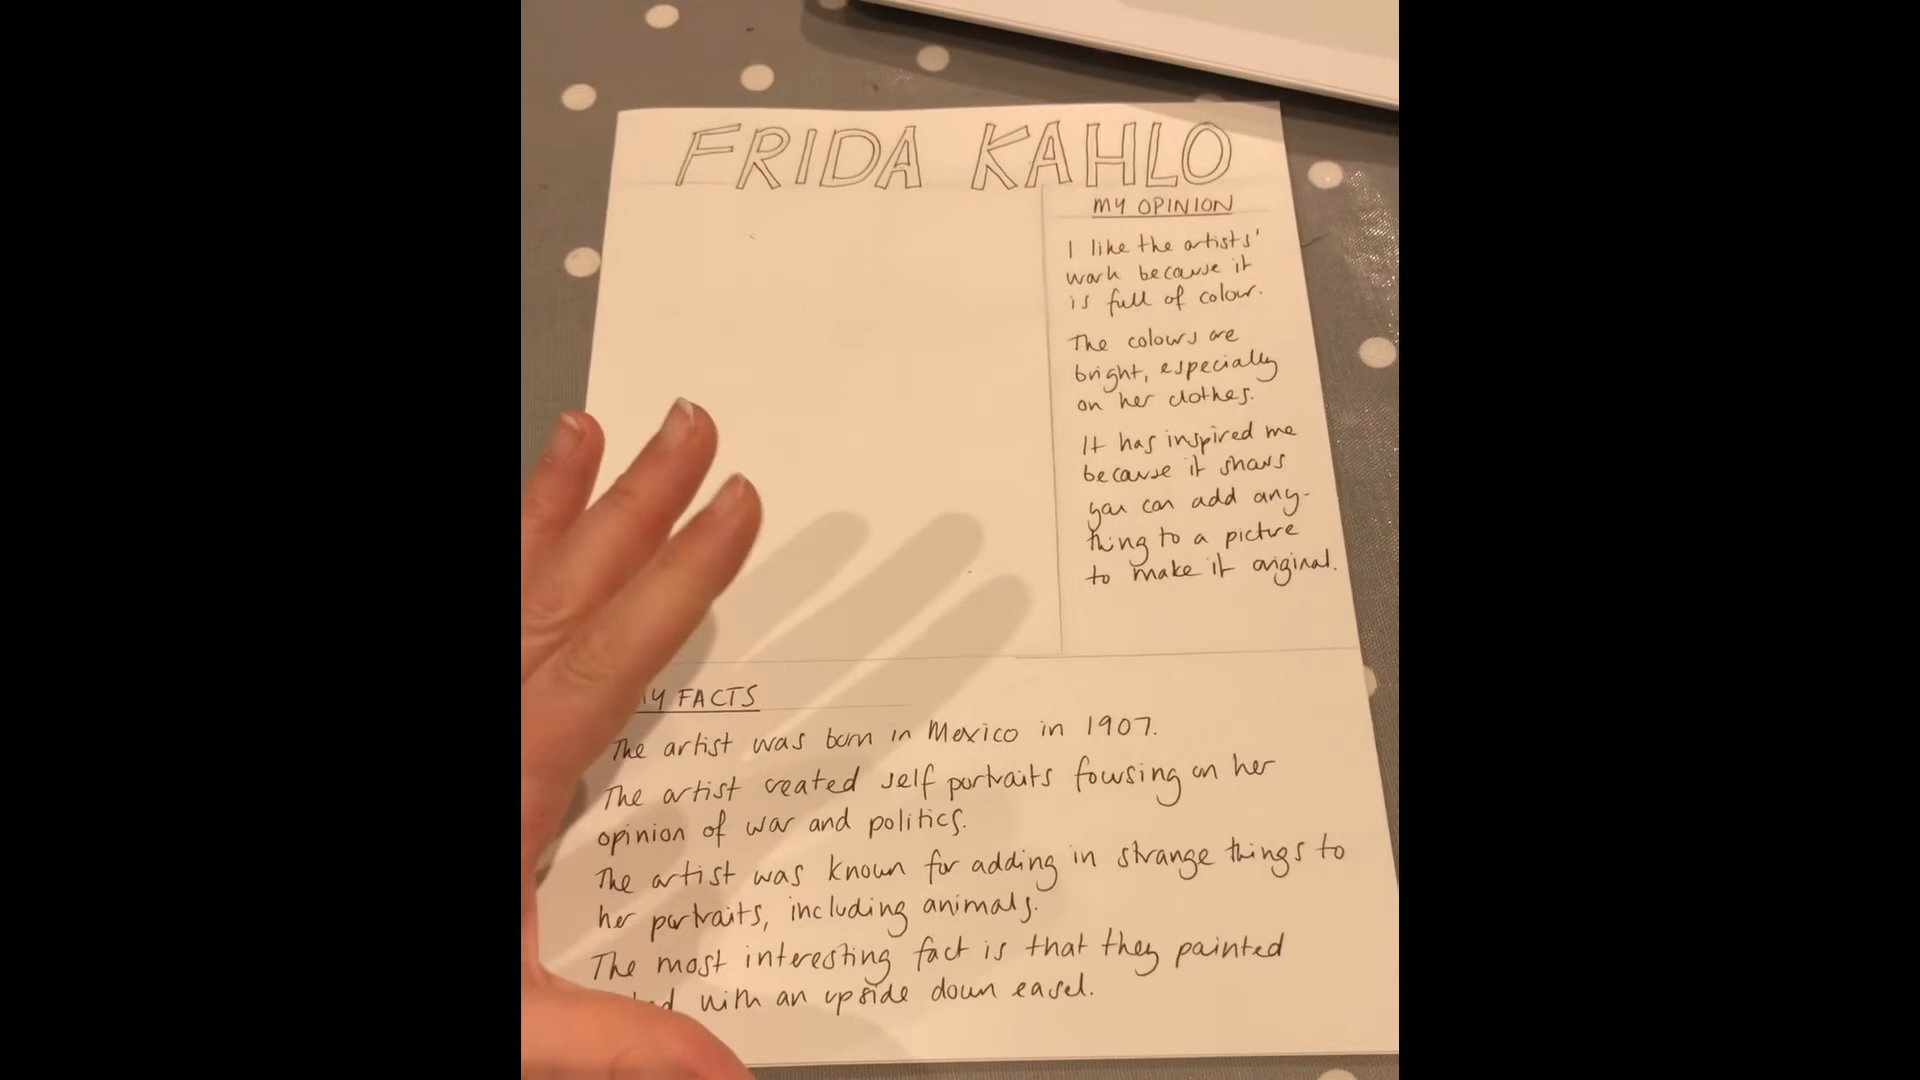 FRIDA KAHLO
MY OPINION
I like the artists'
work because it
is full of colour.
The colours are
bright, especially
on her clothes.
It has inspired me
because it shows
you can add any-
thing to a picture
to make it original.
MY FACTS
The artist was born in Mexico in 1907.
The artist created self portraits focusing on her
opinion of war and politics.
The artist was known for adding in strange things to
her portraits, including animals.
The most interesting fact is that they painted
with an upside down easel.